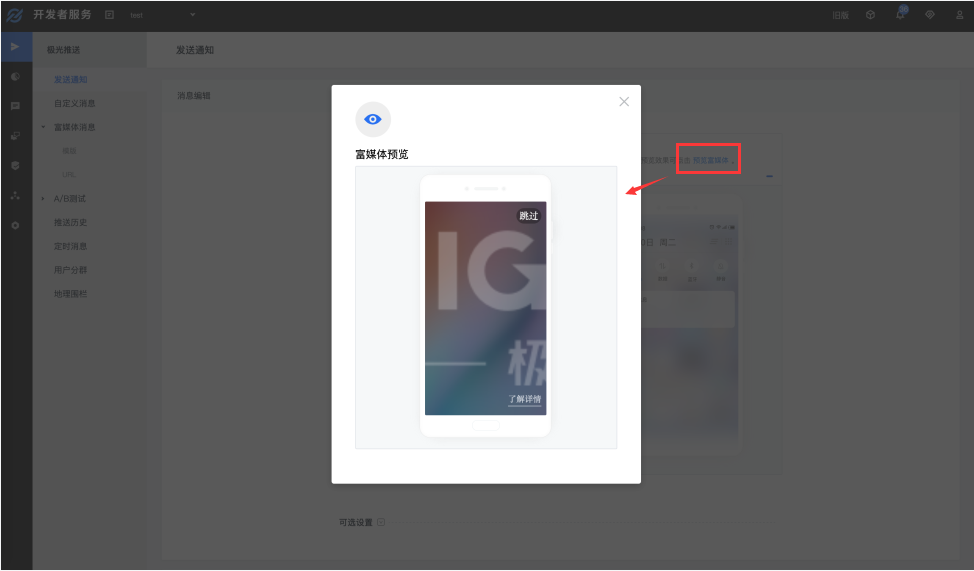 开发者服务
test
旧版
极光推送
发送通知
发送通知
自定义消息
富媒体消息
模版
URL
A/B测试
推送历史
定时消息
用户分群
地理围栏
消息编辑
富媒体预览
跳过
IG
极
了解详情
预览富媒体
周二
可选设置